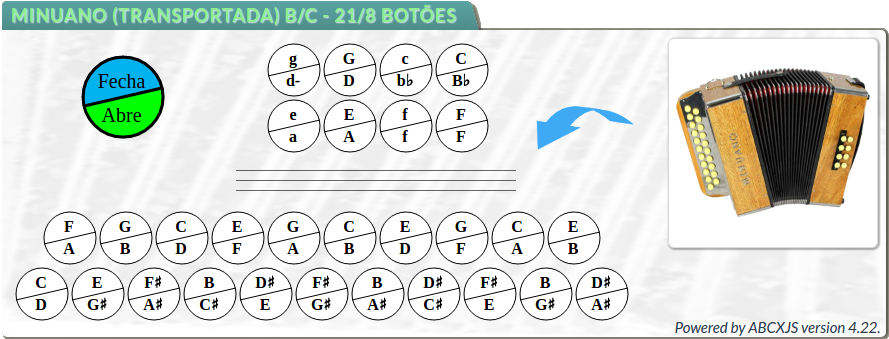 MINUANO (TRANSPORTADA) B/C - 21/8 BOTÕES
Fecha
Abre
g G c C
d- D b♭ B♭
e E f F
a A f F
F G C E G C E G C E
A B D F A B D F A B
C E F♯ B D♯ F♯ B D♯ F♯ B D♯
D G♯ A♯ C♯ E G♯ A♯ C♯ E G♯ A♯
Powered by ABCXJS version 4.22.